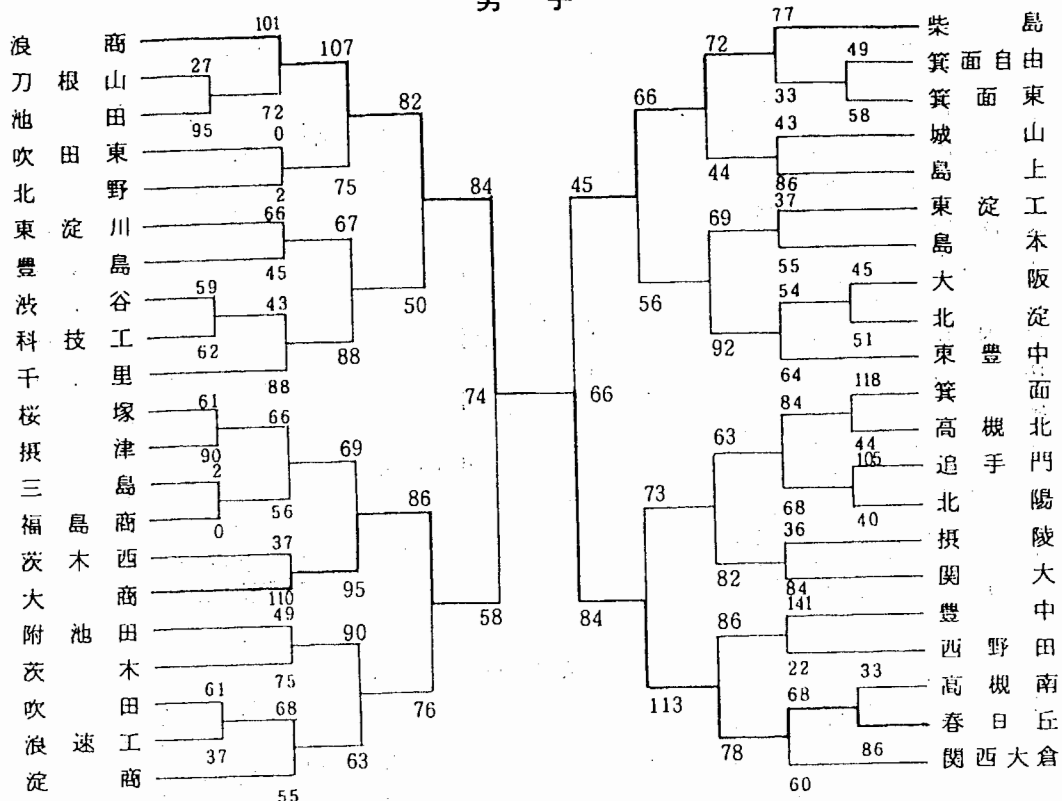 男 子
浪商
刀根山
池田
吹田東
北野
東淀川
豊島
渋谷
科技工
千里
桜塚
摂津
三島
福島商
茨木西
大商
附池田
茨木
吹田
浪速工
淀商
27
95
59
62
61
90
2
0
61
37
101
72
0
2
66
45
43
88
66
56
37
110
49
75
68
55
107
75
67
88
69
95
90
63
82
50
86
76
84
58
74
66
45
84
66
56
73
113
72
44
69
92
63
82
86
78
77
33
43
86
37
55
54
64
84
68
36
84
141
22
68
60
49
58
45
51
118
44
105
40
33
86
柴島
箕面自由
箕面東
城山
島上
東淀工
島本
大阪
北淀
東豊中
箕面
高槻北
追手門
北陽
摂陵
関大
豊中
西野田
高槻南
春日丘
関西大倉